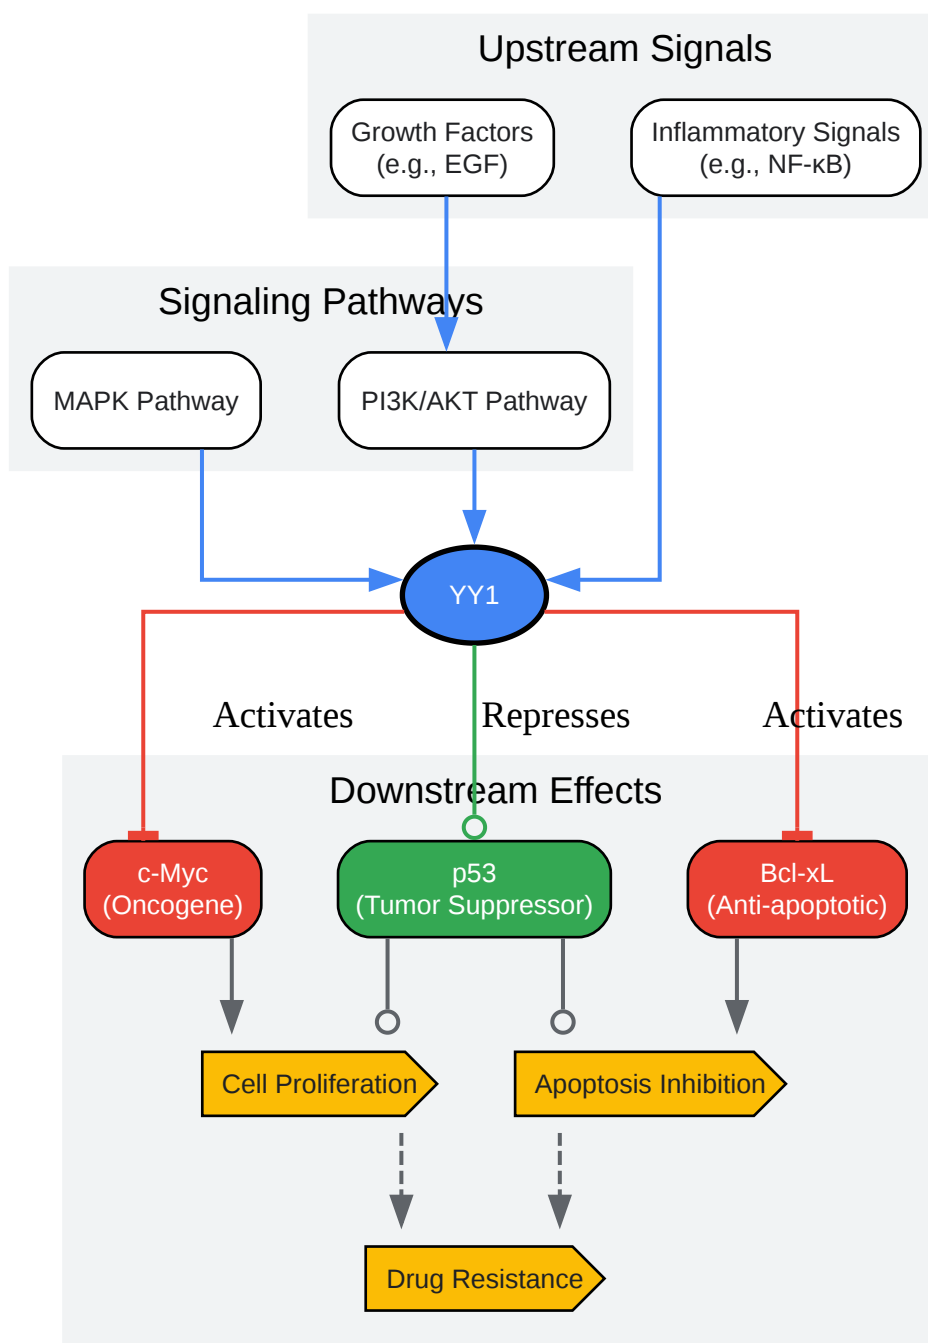 Upstream Signals
Growth Factors
(e.g., EGF)
Inflammatory Signals
(e.g., NF-κB)
Signaling Pathways
MAPK Pathway
PI3K/AKT Pathway
YY1
Activates
Represses
Activates
Downstream Effects
c-Myc
(Oncogene)
p53
(Tumor Suppressor)
Bcl-xL
(Anti-apoptotic)
Cell Proliferation
Apoptosis Inhibition
Drug Resistance